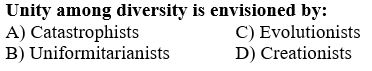 Unity among diversity is envisioned by:
A) Catastrophists C) Evolutionists
B) Uniformitarianists D) Creationists